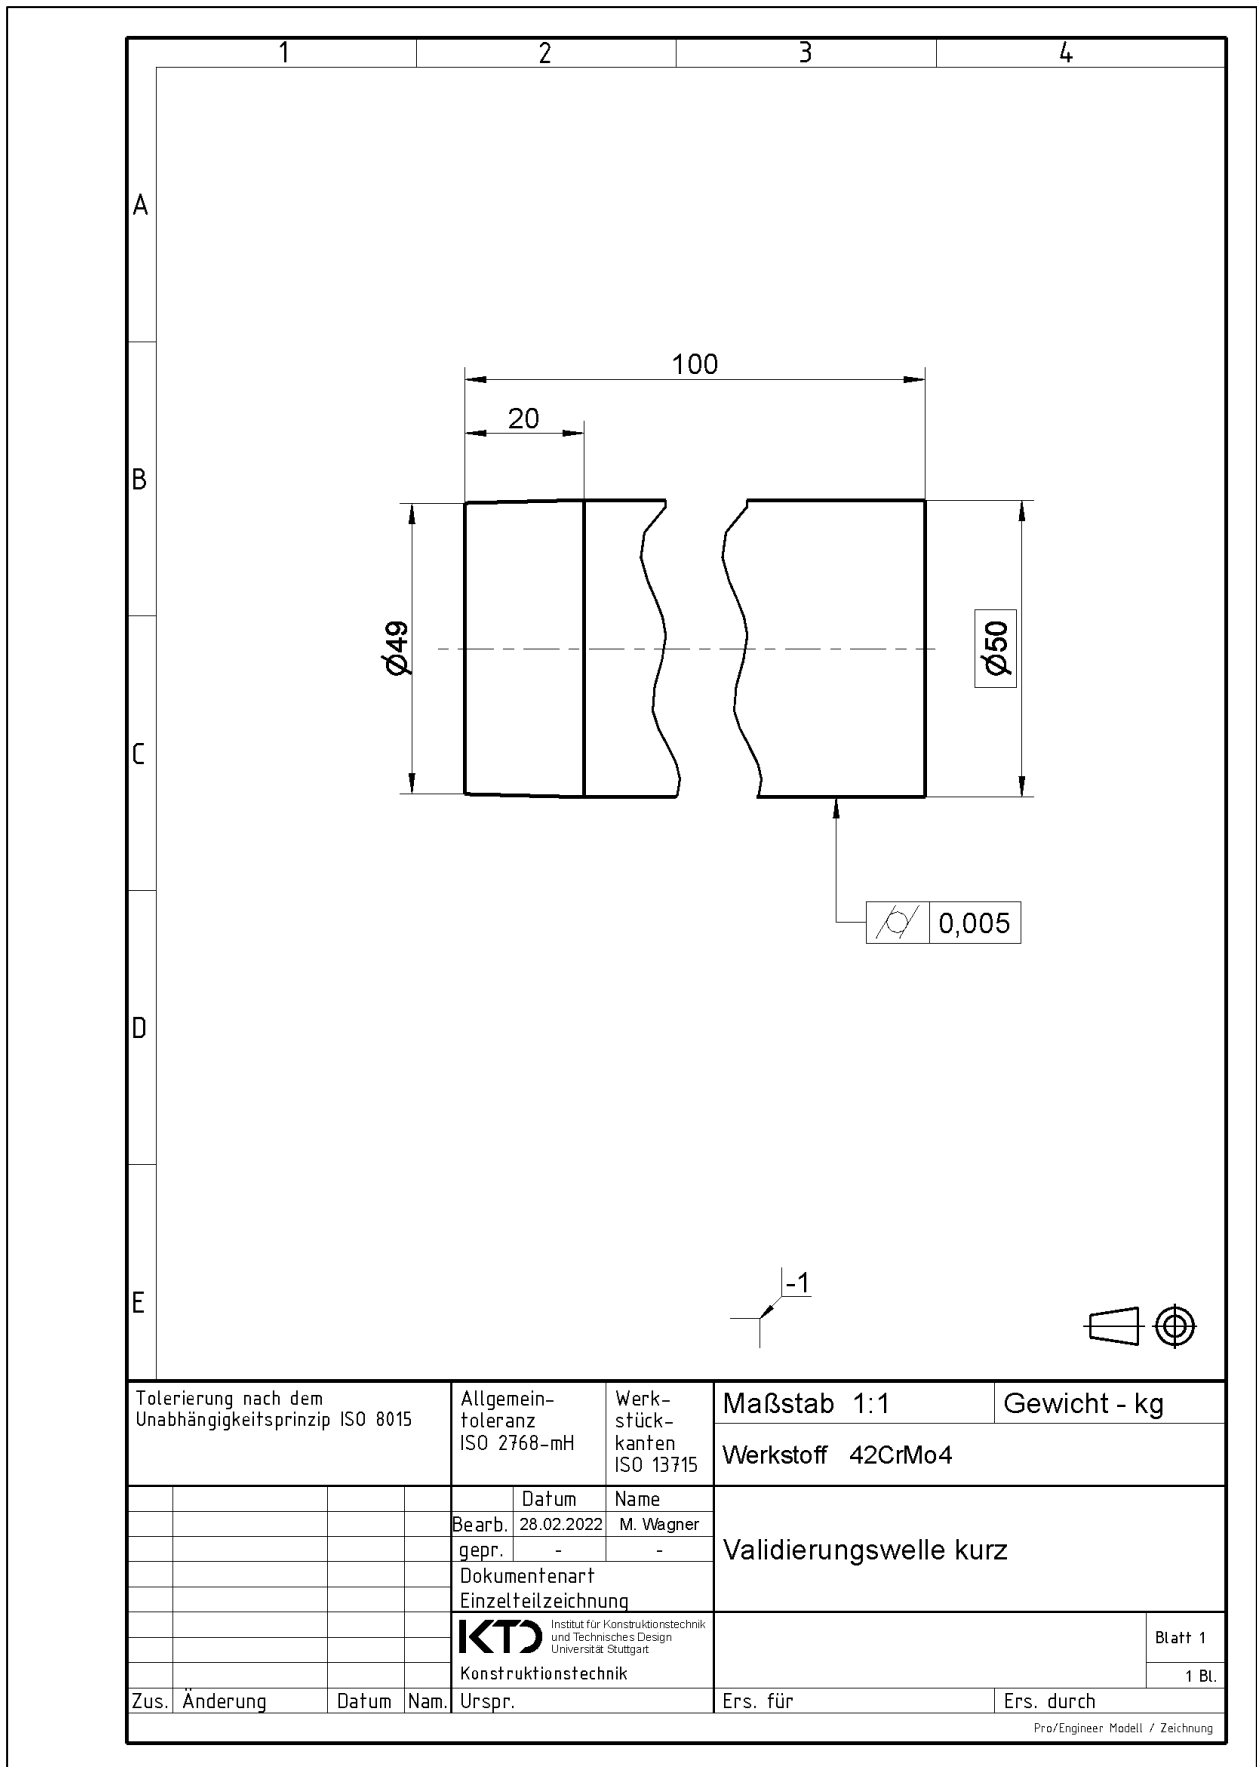 1 2 3 4
A
B
C
D
E
100
20
Ø49
Ø50
0,005
-1
Tolerierung nach dem
Unabhängigkeitsprinzip ISO 8015
Allgemein-
toleranz
ISO 2768-mH
Werk-
stück-
kanten
ISO 13715
Maßstab 1:1
Gewicht - kg
Werkstoff 42CrMo4
Datum Name
Bearb. 28.02.2022 M. Wagner
gepr. - -
Dokumentenart
Einzelteilzeichnung
Validierungswelle kurz
KTD
Institut für Konstruktionstechnik
und Technisches Design
Universität Stuttgart
Konstruktionstechnik
Blatt 1
1 Bl.
Zus. Änderung Datum Nam. Urspr. Ers. für Ers. durch
Pro/Engineer Modell / Zeichnung